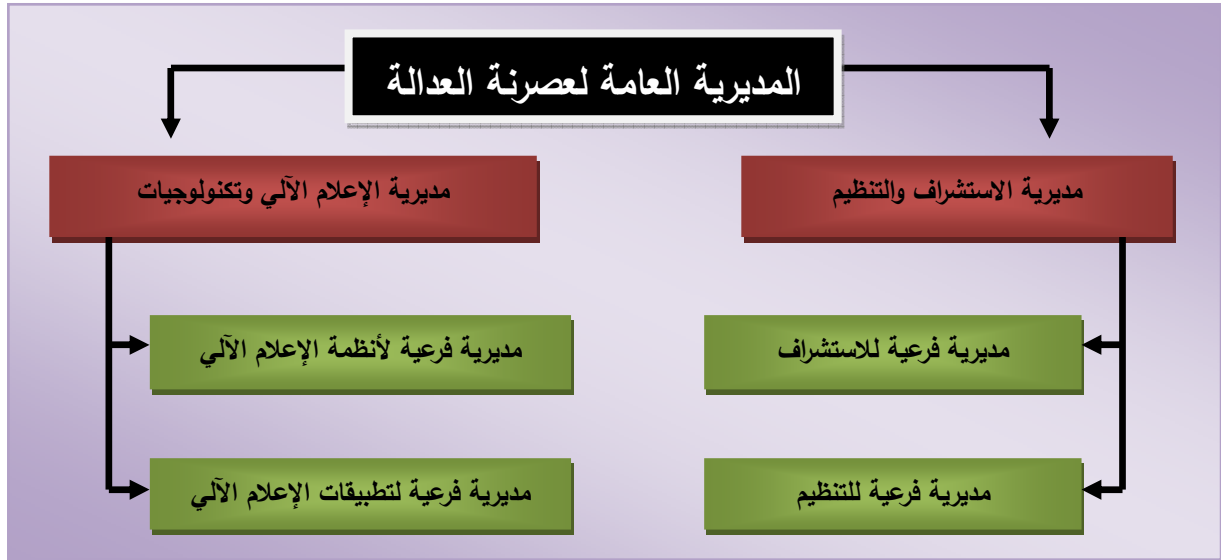 المديرية العامة لعصرنة العدالة
مديرية الاستشراف والتنظيم
مديرية الإعلام الآلي وتكنولوجيات
مديرية فرعية للاستشراف
مديرية فرعية لأنظمة الإعلام الآلي
مديرية فرعية للتنظيم
مديرية فرعية لتطبيقات الإعلام الآلي